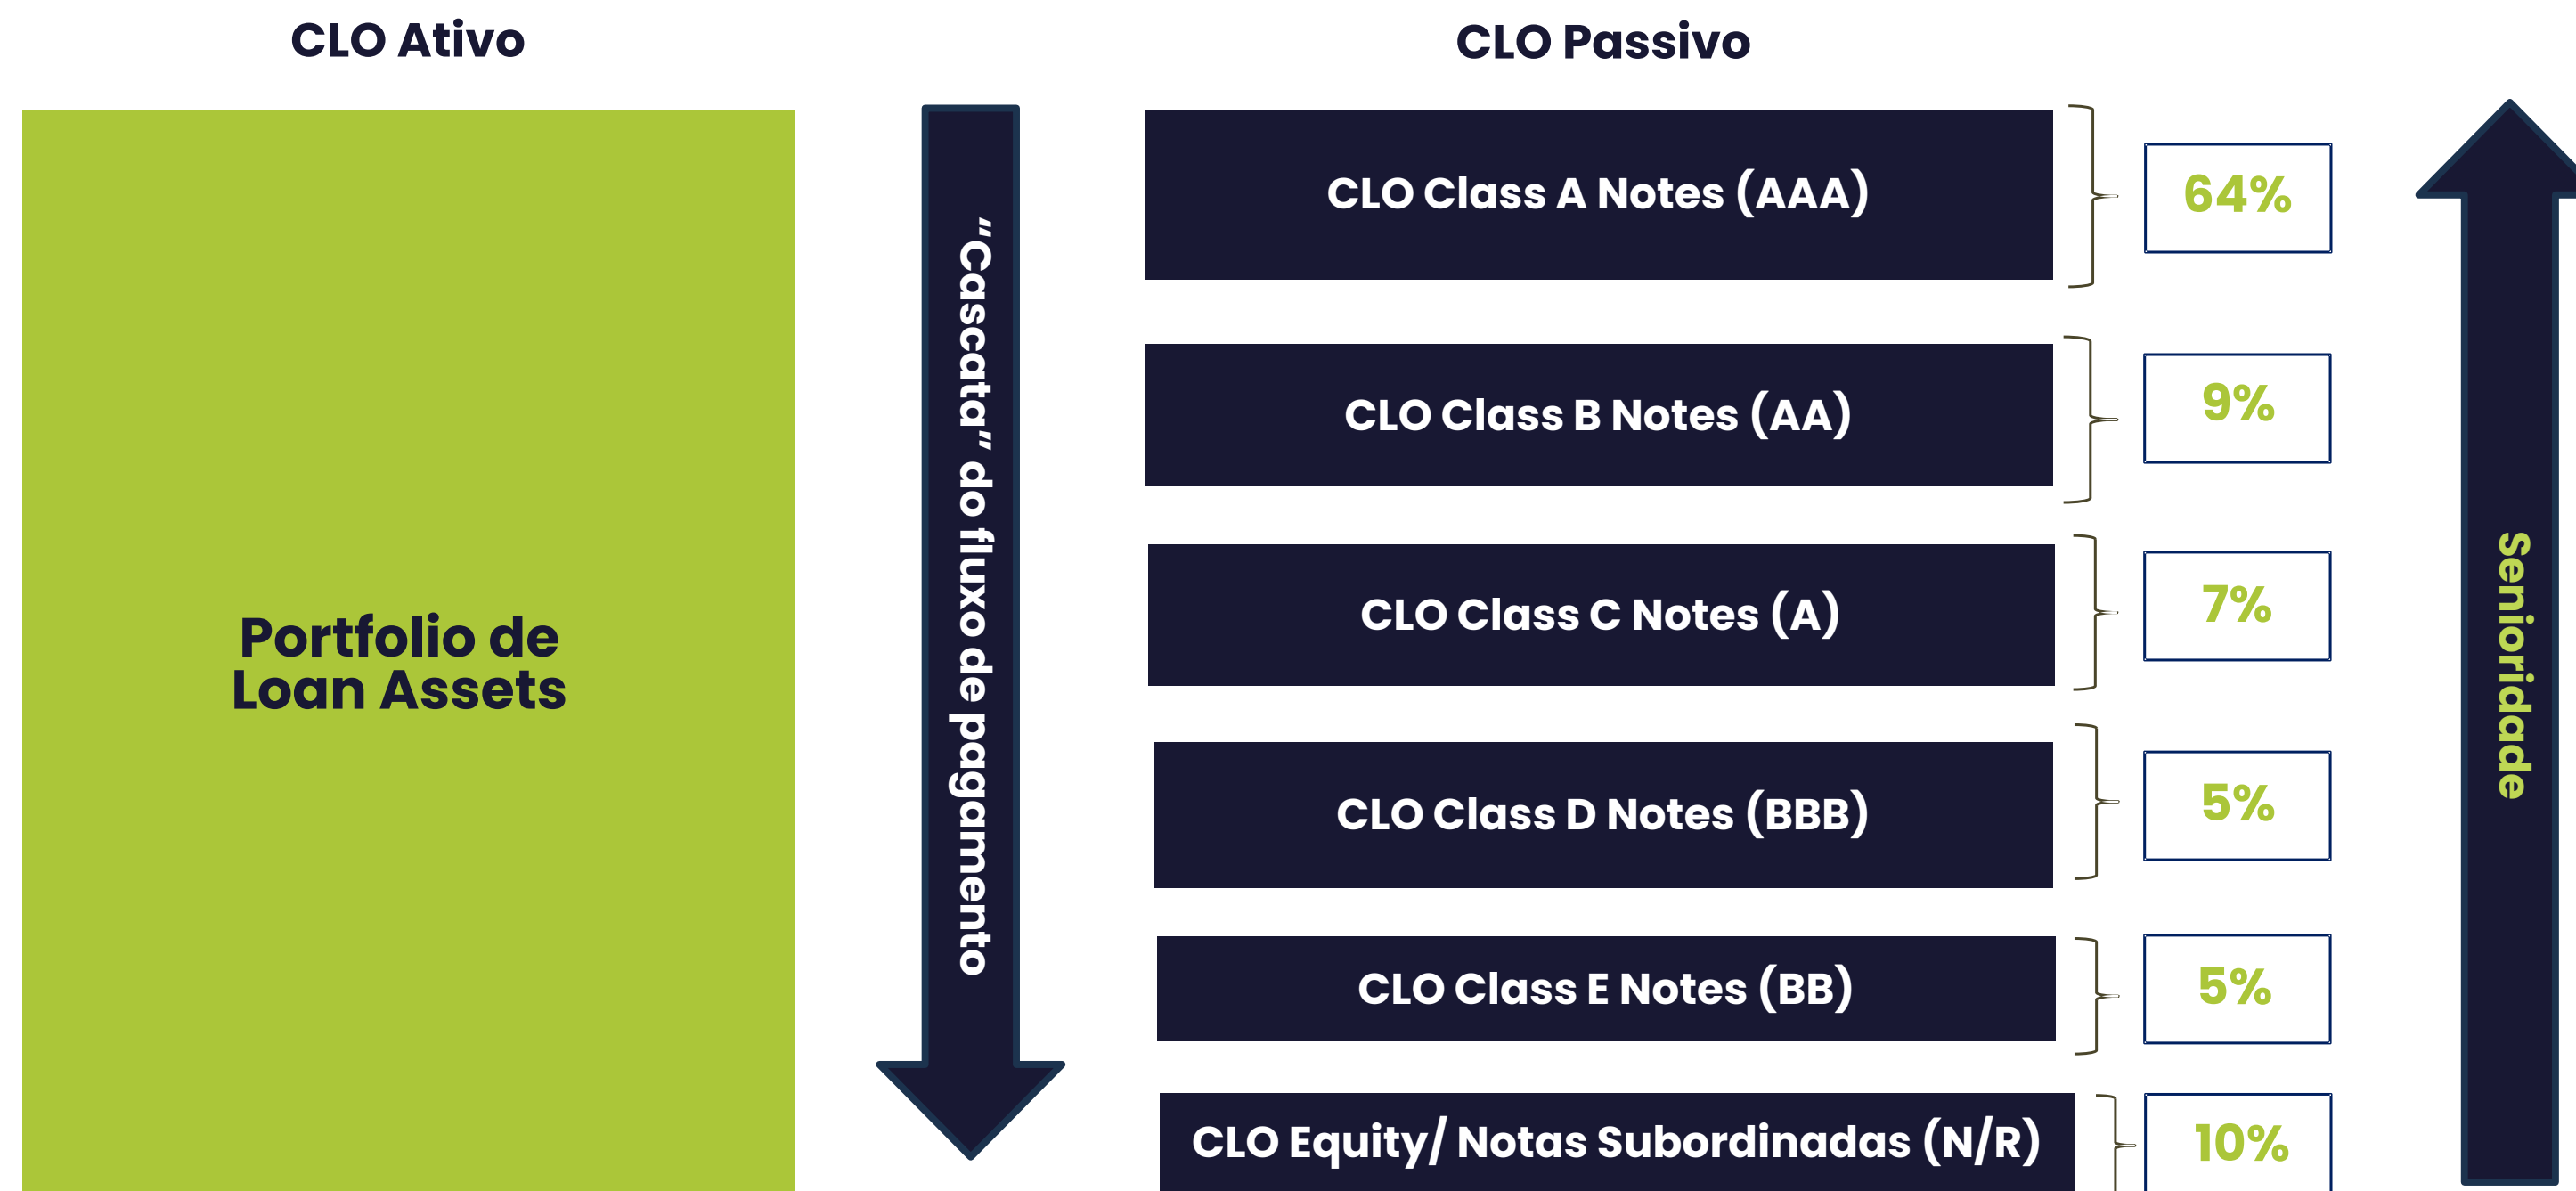 CLO Ativo
CLO Passivo
Portfolio de
Loan Assets
“Cascata” do fluxo de pagamento
CLO Class A Notes (AAA)
64%
CLO Class B Notes (AA)
9%
CLO Class C Notes (A)
7%
CLO Class D Notes (BBB)
5%
CLO Class E Notes (BB)
5%
CLO Equity/ Notas Subordinadas (N/R)
10%
Senioridade